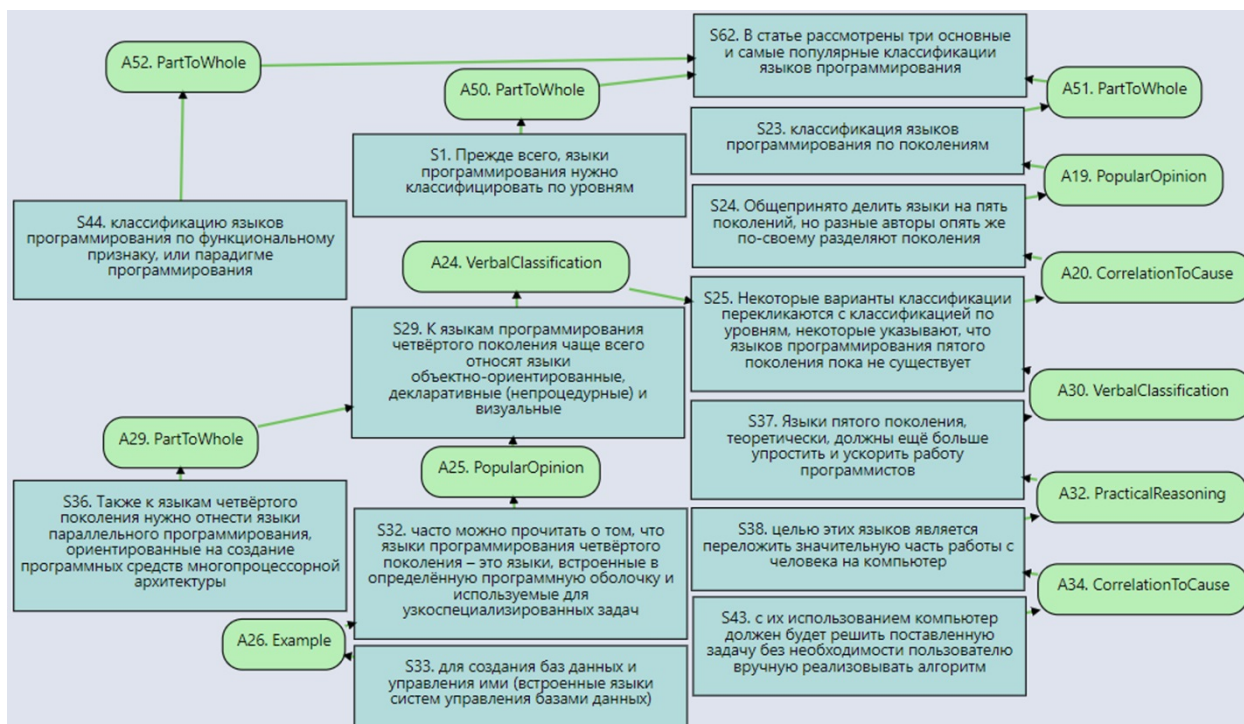 A52. PartToWhole
S62. В статье рассмотрены три основные
и самые популярные классификации
языков программирования
A50. PartToWhole
A51. PartToWhole
S23. классификация языков
программирования по поколениям
S1. Прежде всего, языки
программирования нужно
классифицировать по уровням
A19. PopularOpinion
S44. классификацию языков
программирования по функциональному
признаку, или парадигме
программирования
S24. Общепринято делить языки на пять
поколений, но разные авторы опять же
по-своему разделяют поколения
A24. VerbalClassification
A20. CorrelationToCause
S25. Некоторые варианты классификации
перекликаются с классификацией по
уровням, некоторые указывают, что
языков программирования пятого
поколения пока не существует
S29. К языкам программирования
четвёртого поколения чаще всего
относят языки
объектно-ориентированные,
декларативные (непроцедурные) и
визуальные
A30. VerbalClassification
A29. PartToWhole
S37. Языки пятого поколения,
теоретически, должны ещё больше
упростить и ускорить работу
программистов
A25. PopularOpinion
A32. PracticalReasoning
S36. Также к языкам четвёртого
поколения нужно отнести языки
параллельного программирования,
ориентированные на создание
программных средств многопроцессорной
архитектуры
S32. часто можно прочитать о том, что
языки программирования четвёртого
поколения – это языки, встроенные в
определённую программную оболочку и
используемые для
узкоспециализированных задач
S38. целью этих языков является
переложить значительную часть работы с
человека на компьютер
A34. CorrelationToCause
A26. Example
S43. с их использованием компьютер
должен будет решить поставленную
задачу без необходимости пользователю
вручную реализовывать алгоритм
S33. для создания баз данных и
управления ими (встроенные языки
систем управления базами данных)